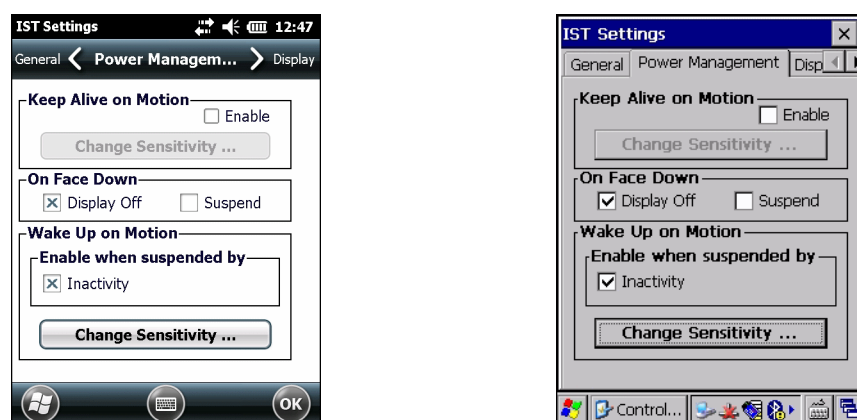 IST Settings 12:47
General Power Managem... Display
Keep Alive on Motion
Enable
Change Sensitivity ...
On Face Down
Display Off Suspend
Wake Up on Motion
Enable when suspended by
Inactivity
Change Sensitivity ...
OK
IST Settings
General Power Management Disp
Keep Alive on Motion
Enable
Change Sensitivity ...
On Face Down
Display Off Suspend
Wake Up on Motion
Enable when suspended by
Inactivity
Change Sensitivity ...
Control...